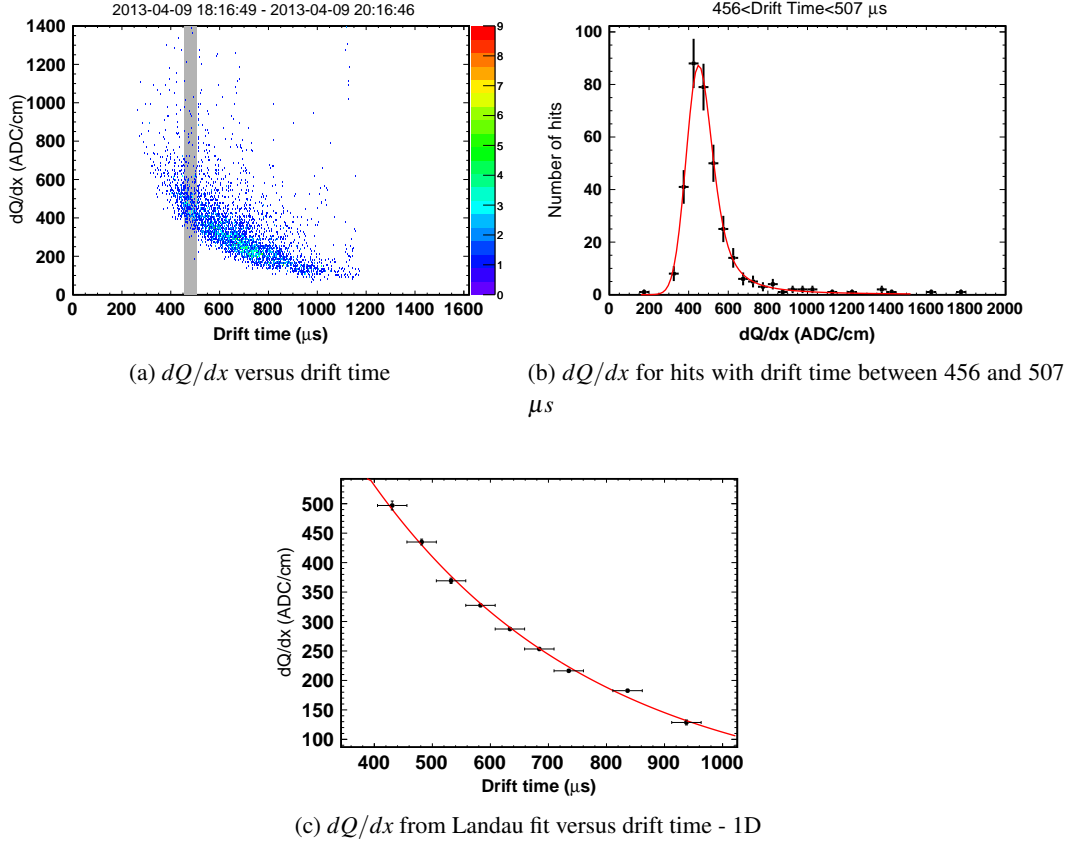 2013-04-09 18:16:49 - 2013-04-09 20:16:46
dQ/dx (ADC/cm)
1400
1200
1000
800
600
400
200
0
0 200 400 600 800 1000 1200 1400 1600
Drift time (μs)
9
8
7
6
5
4
3
2
1
0
(a) dQ/dx versus drift time
456<Drift Time<507 μs
Number of hits
100
80
60
40
20
0
0 200 400 600 800 1000 1200 1400 1600 1800 2000
dQ/dx (ADC/cm)
(b) dQ/dx for hits with drift time between 456 and 507
μs
dQ/dx (ADC/cm)
500
450
400
350
300
250
200
150
100
400 500 600 700 800 900 1000
Drift time (μs)
(c) dQ/dx from Landau fit versus drift time - 1D